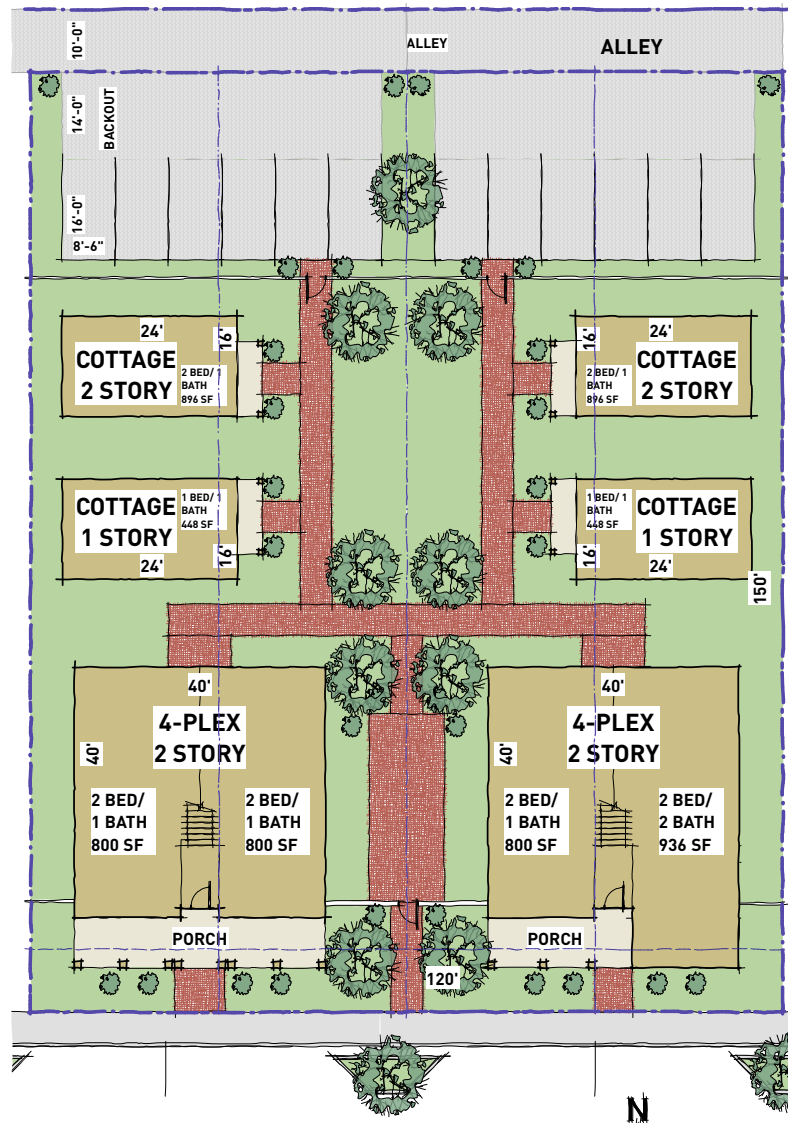 10'-0"
ALLEY
ALLEY
14'-0"
BACKOUT
16'-0"
8'-6"
24'
16'
COTTAGE
2 STORY
2 BED/ 1
BATH
896 SF
16'
24'
2 BED/ 1
BATH
896 SF
COTTAGE
2 STORY
COTTAGE
1 STORY
1 BED/ 1
BATH
448 SF
24'
16'
1 BED/ 1
BATH
448 SF
COTTAGE
1 STORY
16'
24'
150'
40'
4-PLEX
2 STORY
40'
2 BED/
1 BATH
800 SF
2 BED/
1 BATH
800 SF
40'
4-PLEX
2 STORY
40'
2 BED/
1 BATH
800 SF
2 BED/
2 BATH
936 SF
PORCH
PORCH
120'
N